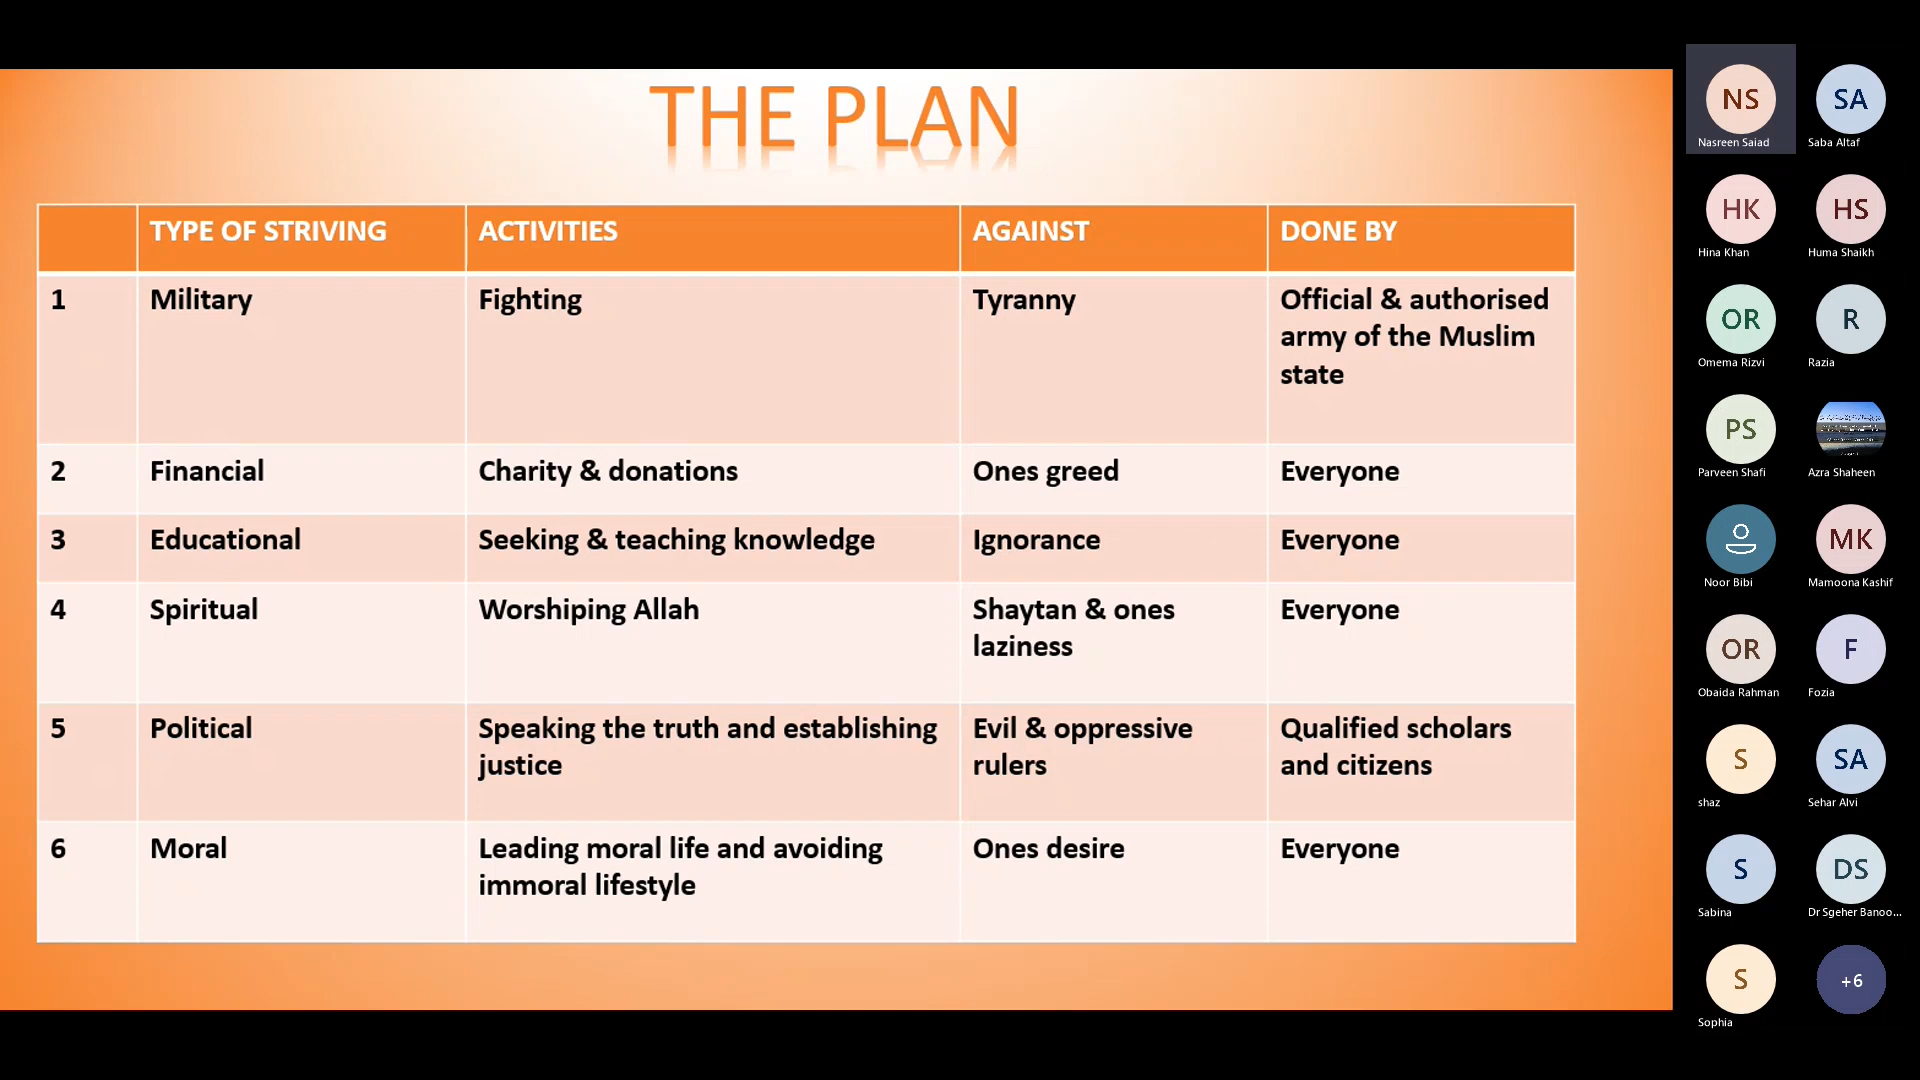 THE PLAN
TYPE OF STRIVING
ACTIVITIES
AGAINST
DONE BY
1
Military
Fighting
Tyranny
Official & authorised
army of the Muslim
state
2
Financial
Charity & donations
Ones greed
Everyone
3
Educational
Seeking & teaching knowledge
Ignorance
Everyone
4
Spiritual
Worshiping Allah
Shaytan & ones
laziness
Everyone
5
Political
Speaking the truth and establishing
justice
Evil & oppressive
rulers
Qualified scholars
and citizens
6
Moral
Leading moral life and avoiding
immoral lifestyle
Ones desire
Everyone
NS
Nasreen Saiad
SA
Saba Altaf
HK
Hina Khan
HS
Huma Shaikh
OR
Omema Rizvi
R
Razia
PS
Parveen Shafi
Azra Shaheen
Noor Bibi
MK
Mamoona Kashif
OR
Obaida Rahman
F
Fozia
S
shaz
SA
Sehar Alvi
S
Sabina
DS
Dr Sgeher Banoo...
S
Sophia
+6